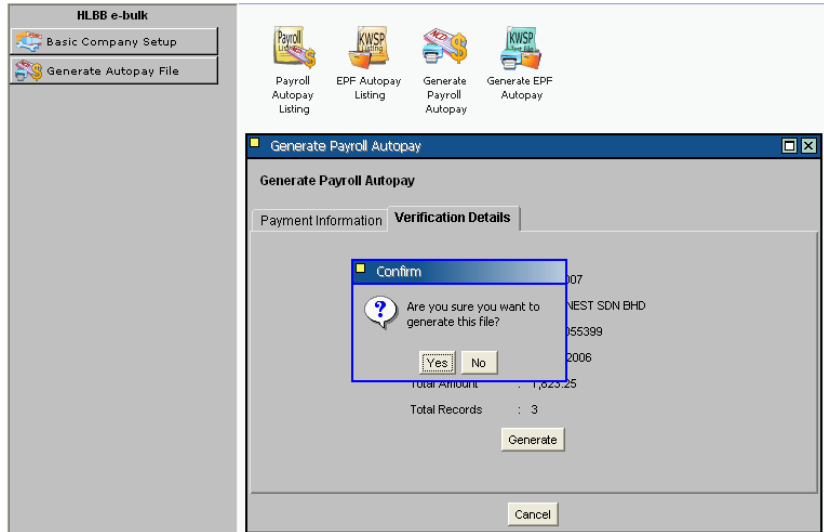 HLBB e-bulk
Basic Company Setup
Generate Autopay File
Payroll
Listing
KWSP
Listing
KWSP
Payroll
Autopay
Listing
EPF Autopay
Listing
Generate
Payroll
Autopay
Generate EPF
Autopay
Generate Payroll Autopay
Generate Payroll Autopay
Payment Information
Verification Details
Confirm
Are you sure you want to
generate this file?
Yes No
007
NEST SDN BHD
055399
2006
Total Amount : 1,823.25
Total Records : 3
Generate
Cancel